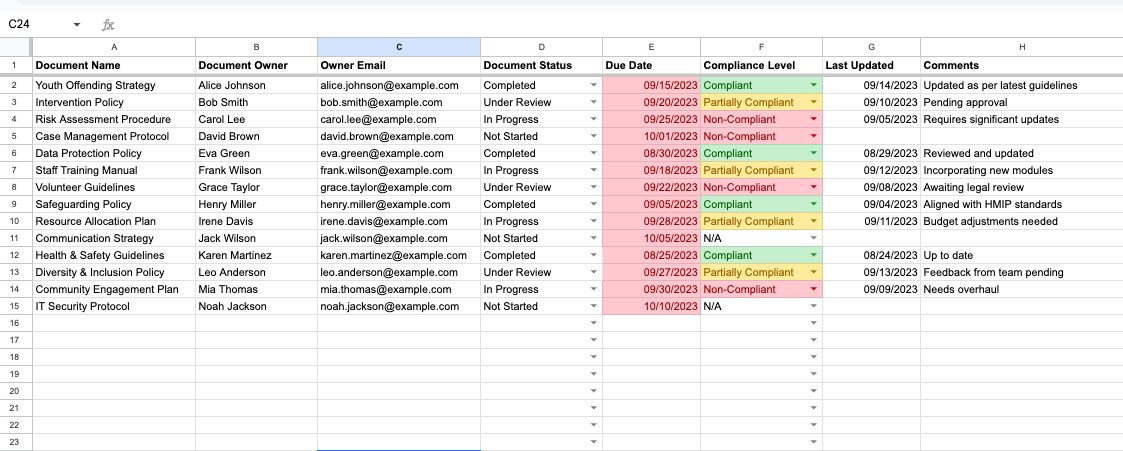 C24 fx
A B C D E F G H
1 Document Name Document Owner Owner Email Document Status Due Date Compliance Level Last Updated Comments
2 Youth Offending Strategy Alice Johnson alice.johnson@example.com Completed 09/15/2023 Compliant 09/14/2023 Updated as per latest guidelines
3 Intervention Policy Bob Smith bob.smith@example.com Under Review 09/20/2023 Partially Compliant 09/10/2023 Pending approval
4 Risk Assessment Procedure Carol Lee carol.lee@example.com In Progress 09/25/2023 Non-Compliant 09/05/2023 Requires significant updates
5 Case Management Protocol David Brown david.brown@example.com Not Started 10/01/2023 Non-Compliant
6 Data Protection Policy Eva Green eva.green@example.com Completed 08/30/2023 Compliant 08/29/2023 Reviewed and updated
7 Staff Training Manual Frank Wilson frank.wilson@example.com In Progress 09/18/2023 Partially Compliant 09/12/2023 Incorporating new modules
8 Volunteer Guidelines Grace Taylor grace.taylor@example.com Under Review 09/22/2023 Non-Compliant 09/08/2023 Awaiting legal review
9 Safeguarding Policy Henry Miller henry.miller@example.com Completed 09/05/2023 Compliant 09/04/2023 Aligned with HMIP standards
10 Resource Allocation Plan Irene Davis irene.davis@example.com In Progress 09/28/2023 Partially Compliant 09/11/2023 Budget adjustments needed
11 Communication Strategy Jack Wilson jack.wilson@example.com Not Started 10/05/2023 N/A
12 Health & Safety Guidelines Karen Martinez karen.martinez@example.com Completed 08/25/2023 Compliant 08/24/2023 Up to date
13 Diversity & Inclusion Policy Leo Anderson leo.anderson@example.com Under Review 09/27/2023 Partially Compliant 09/13/2023 Feedback from team pending
14 Community Engagement Plan Mia Thomas mia.thomas@example.com In Progress 09/30/2023 Non-Compliant 09/09/2023 Needs overhaul
15 IT Security Protocol Noah Jackson noah.jackson@example.com Not Started 10/10/2023 N/A
16
17
18
19
20
21
22
23